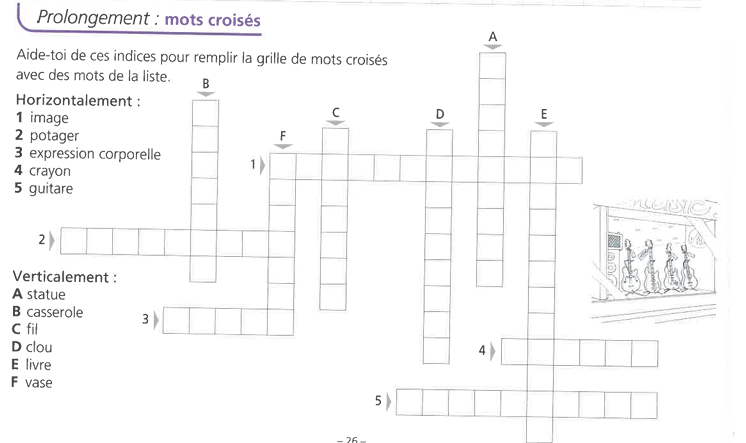 Prolongement : mots croisés
Aide-toi de ces indices pour remplir la grille de mots croisés
avec des mots de la liste.
Horizontalement :
1 image
2 potager
3 expression corporelle
4 crayon
5 guitare
Verticalement :
A statue
B casserole
C fil
D clou
E livre
F vase
A
B
C
D
E
F
1
2
3
4
5
– 26 –